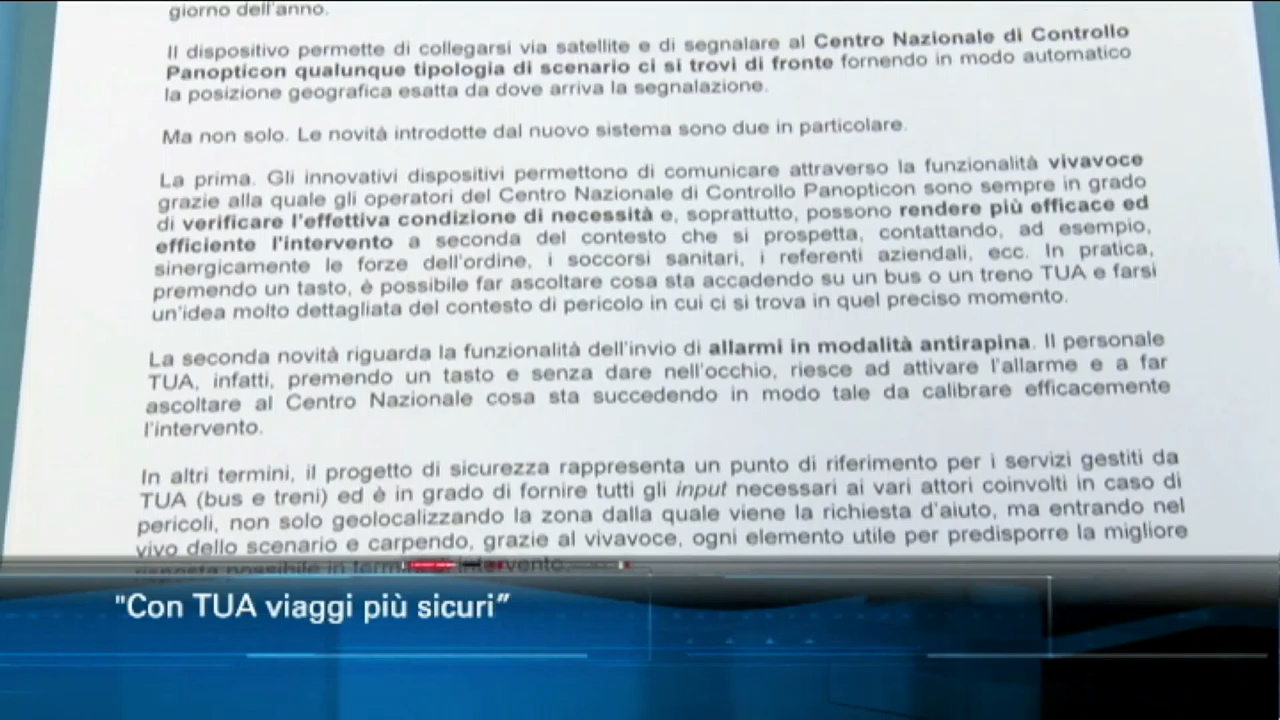 giorno dell'anno.
Il dispositivo permette di collegarsi via satellite e di segnalare al Centro Nazionale di Controllo
Panopticon qualunque tipologia di scenario ci si trovi di fronte fornendo in modo automatico
la posizione geografica esatta da dove arriva la segnalazione.
Ma non solo. Le novità introdotte dal nuovo sistema sono due in particolare.
La prima. Gli innovativi dispositivi permettono di comunicare attraverso la funzionalità vivavoce
grazie alla quale gli operatori del Centro Nazionale di Controllo Panopticon sono sempre in grado
di verificare l'effettiva condizione di necessità e, soprattutto, possono rendere più efficace ed
efficiente l'intervento a seconda del contesto che si prospetta, contattando, ad esempio,
sinergicamente le forze dell'ordine, i soccorsi sanitari, i referenti aziendali, ecc. In pratica,
premendo un tasto, è possibile far ascoltare cosa sta accadendo su un bus o un treno TUA e farsi
un'idea molto dettagliata del contesto di pericolo in cui ci si trova in quel preciso momento.
La seconda novità riguarda la funzionalità dell'invio di allarmi in modalità antirapina. Il personale
TUA, infatti, premendo un tasto e senza dare nell'occhio, riesce ad attivare l'allarme e a far
ascoltare al Centro Nazionale cosa sta succedendo in modo tale da calibrare efficacemente
l'intervento.
In altri termini, il progetto di sicurezza rappresenta un punto di riferimento per i servizi gestiti da
TUA (bus e treni) ed è in grado di fornire tutti gli input necessari ai vari attori coinvolti in caso di
pericoli, non solo geolocalizzando la zona dalla quale viene la richiesta d'aiuto, ma entrando nel
vivo dello scenario e carpendo, grazie al vivavoce, ogni elemento utile per predisporre la migliore
possibile in
"Con TUA viaggi più sicuri”